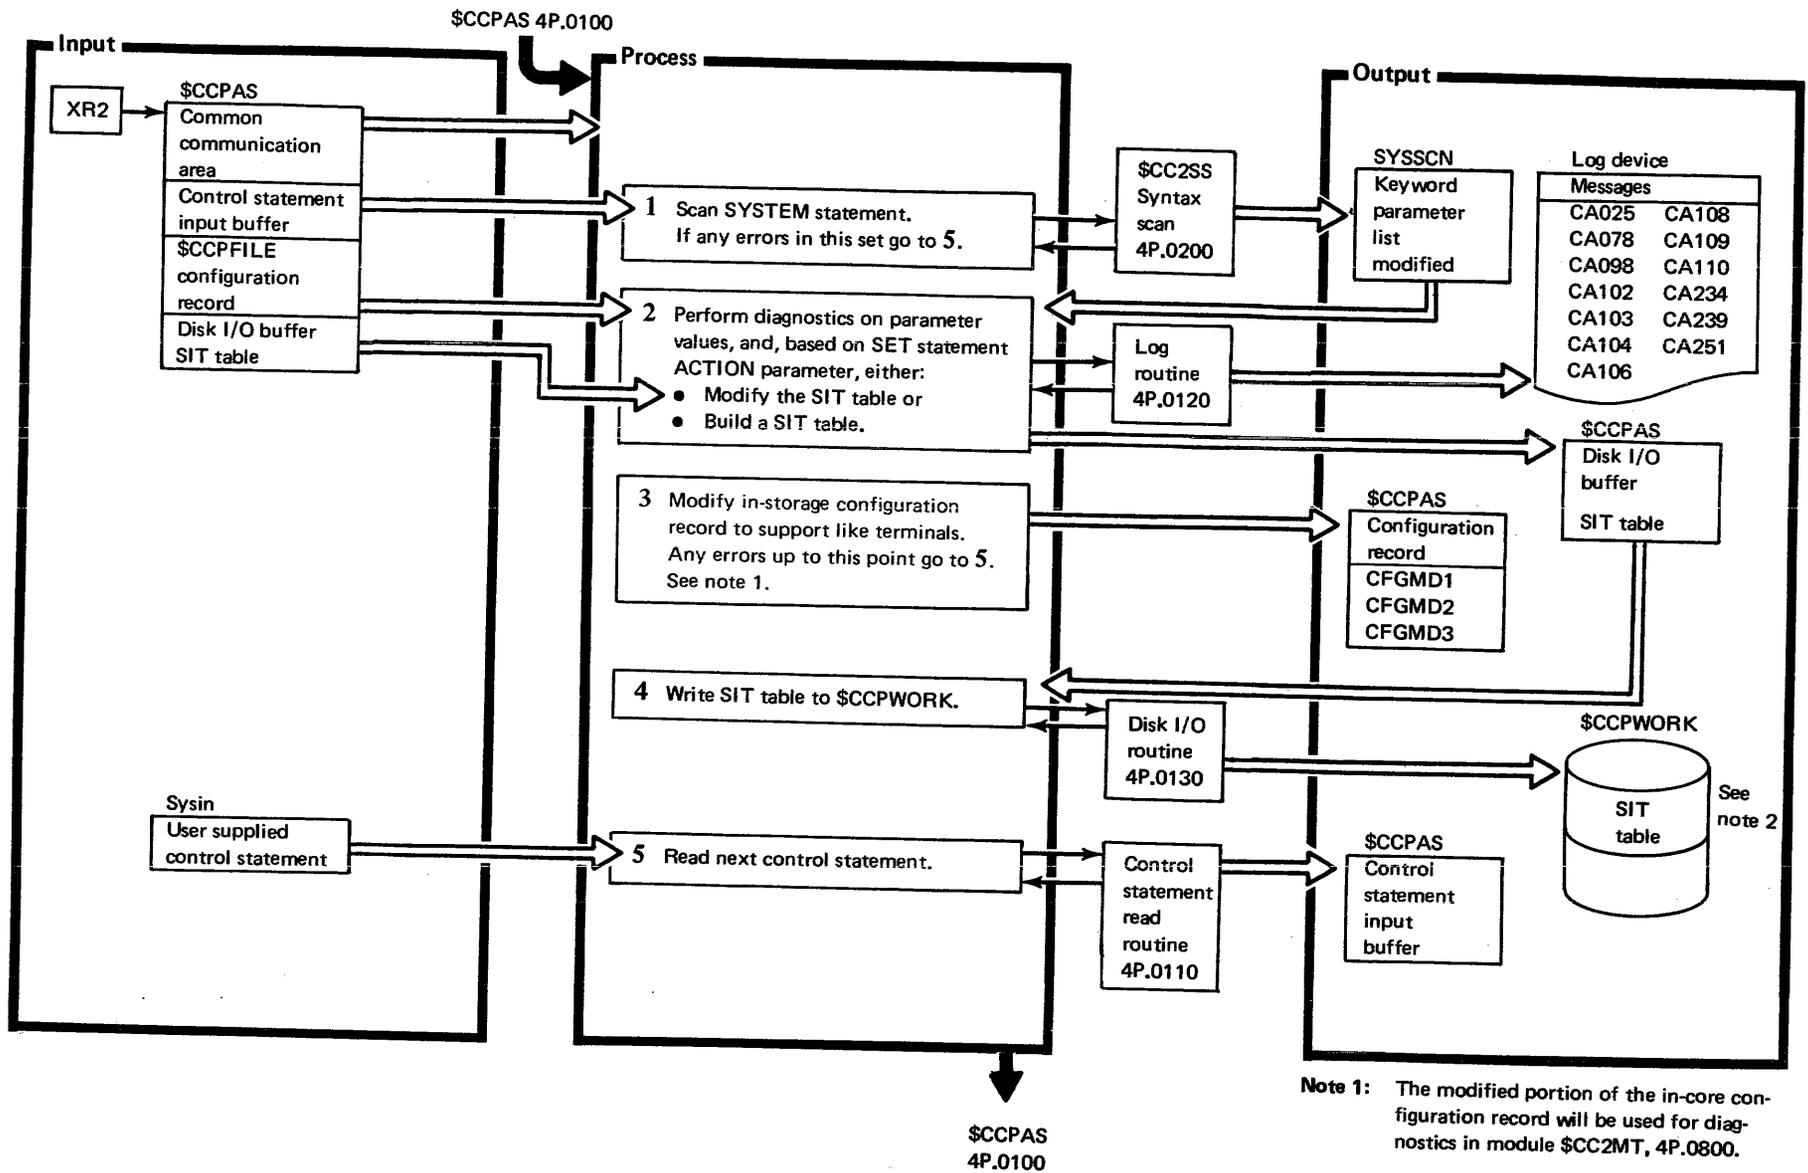 $CCPAS 4P.0100
Input
XR2
$CCPAS
Common
communication
area
Control statement
input buffer
$CCPFILE
configuration
record
Disk I/O buffer
SIT table
Sysin
User supplied
control statement
Process
1 Scan SYSTEM statement.
If any errors in this set go to 5.
2 Perform diagnostics on parameter
values, and, based on SET statement
ACTION parameter, either:
● Modify the SIT table or
● Build a SIT table.
3 Modify in-storage configuration
record to support like terminals.
Any errors up to this point go to 5.
See note 1.
4 Write SIT table to $CCPWORK.
5 Read next control statement.
$CC2SS
Syntax
scan
4P.0200
Log
routine
4P.0120
Disk I/O
routine
4P.0130
Control
statement
read
routine
4P.0110
Output
SYSSCN
Keyword
parameter
list
modified
Log device
Messages
CA025 CA108
CA078 CA109
CA098 CA110
CA102 CA234
CA103 CA239
CA104 CA251
CA106
$CCPAS
Disk I/O
buffer
SIT table
$CCPAS
Configuration
record
CFGMD1
CFGMD2
CFGMD3
$CCPWORK
SIT
table
See
note 2
$CCPAS
Control
statement
input
buffer
$CCPAS
4P.0100
Note 1: The modified portion of the in-core con-
figuration record will be used for diag-
nostics in module $CC2MT, 4P.0800.